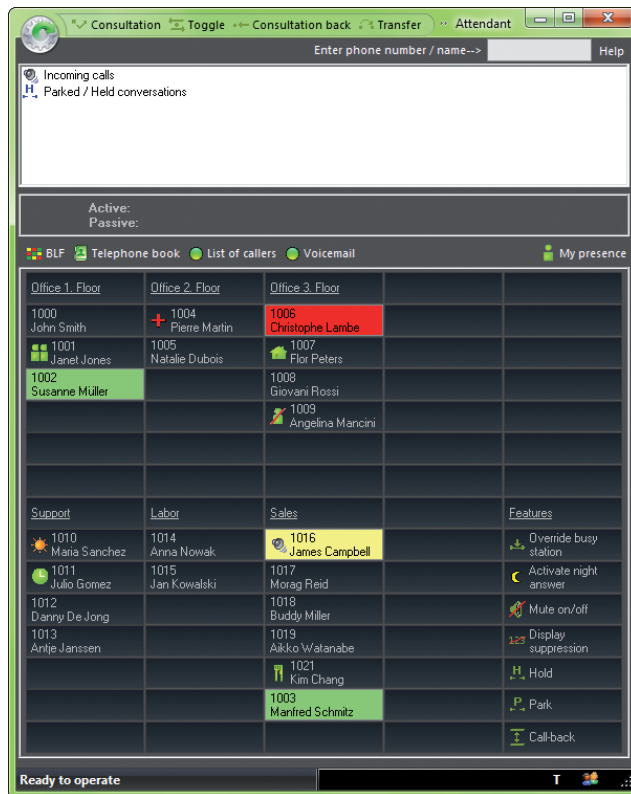 Consultation Toggle Consultation back Transfer Attendant
Enter phone number / name--> Help
Incoming calls
H Parked / Held conversations
Active:
Passive:
BLF Telephone book List of callers Voicemail My presence
Office 1. Floor Office 2. Floor Office 3. Floor
1000 1004 1006
John Smith Pierre Martin Christophe Lambe
1001 1005 1007
Janet Jones Natalie Dubois Flor Peters
1002 1008
Susanne Müller Giovani Rossi
1009
Angelina Mancini
Support Labor Sales Features
1010 1014 1016 Override busy
Maria Sanchez Anna Nowak James Campbell station
1011 1015 1017 Activate night
Julio Gomez Jan Kowalski Morag Reid answer
1012 1018 Mute on/off
Danny De Jong Buddy Miller
1013 1019 123 Display
Antje Janssen Aikko Watanabe suppression
1021 H Hold
Kim Chang
1003 P Park
Manfred Schmitz
Call-back
Ready to operate T